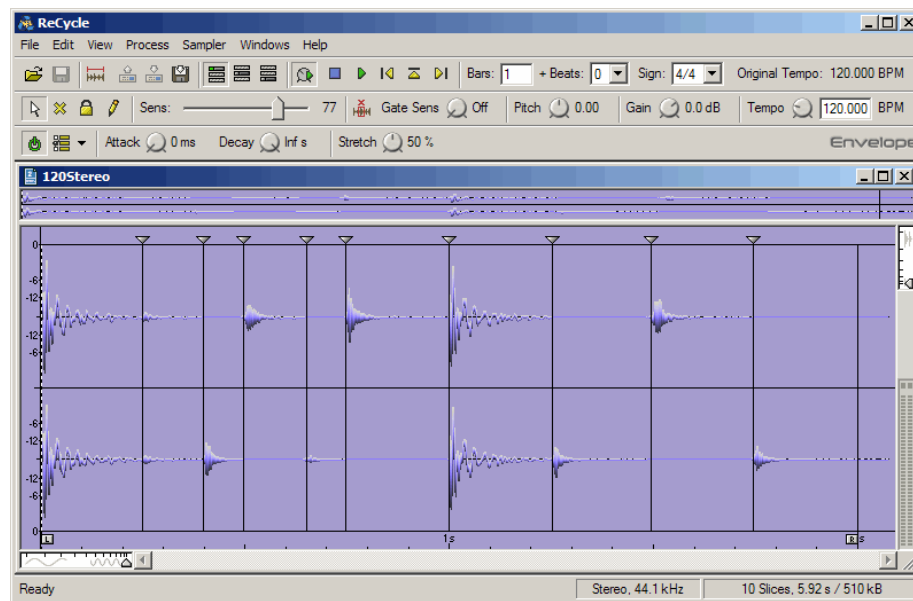 ReCycle
File Edit View Process Sampler Windows Help
Bars: 1 + Beats: 0 Sign: 4/4 Original Tempo: 120.000 BPM
Sens: 77 Gate Sens Off Pitch 0.00 Gain 0.0 dB Tempo 120.000 BPM
Attack 0 ms Decay Inf s Stretch 50 % Envelope
120Stereo
0
-6
-12
-12
-6
-6
-12
-12
-6
0
L 1s R s
Ready Stereo, 44.1 kHz 10 Slices, 5.92 s / 510 kB